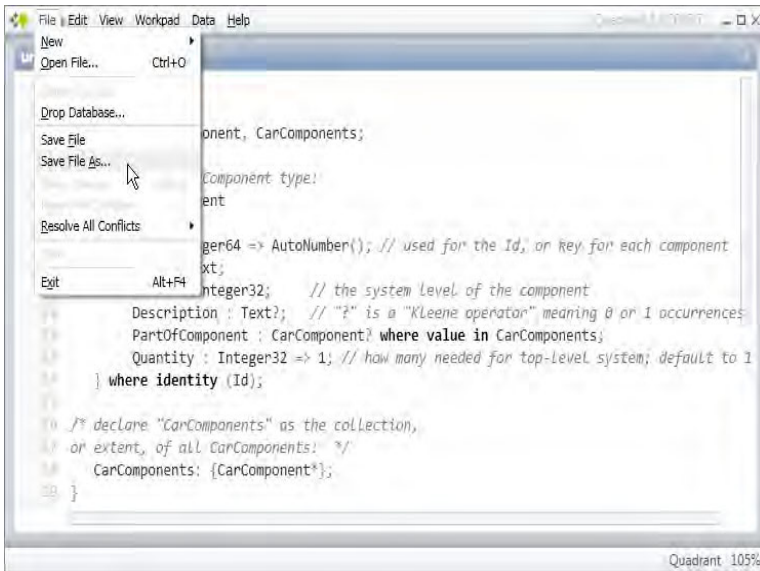 File Edit View Workpad Data Help
New
Open File... Ctrl+O
Drop Database...
Save File
Save File As...
Resolve All Conflicts
Exit Alt+F4
onent, CarComponents;
Component type:
ent
ger64 => AutoNumber(); // used for the Id, or key for each component
xt;
nteger32; // the system level of the component
Description : Text?; // "?" is a "Kleene operator" meaning 0 or 1 occurrences
PartOfComponent : CarComponent? where value in CarComponents;
Quantity : Integer32 => 1; // how many needed for top-level system; default to 1
} where identity (Id);
/* declare "CarComponents" as the collection,
or extent, of all CarComponents: */
CarComponents: {CarComponent*};
}
Quadrant 105%